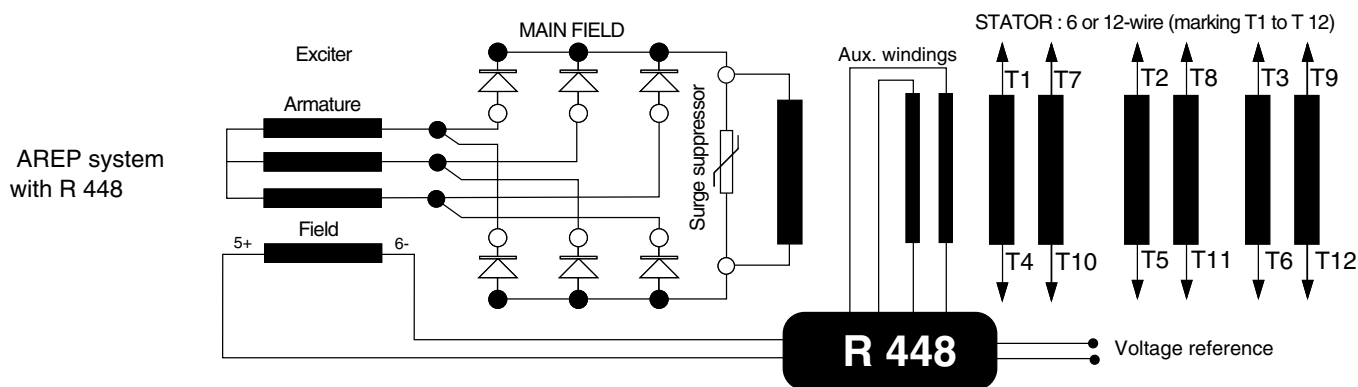 STATOR : 6 or 12-wire (marking T1 to T 12)
MAIN FIELD
Exciter
Aux. windings
T1
T7
T2
T8
T3
T9
Armature
AREP system
with R 448
Surge suppressor
Field
5+
6-
T4
T10
T5
T11
T6
T12
R 448
Voltage reference